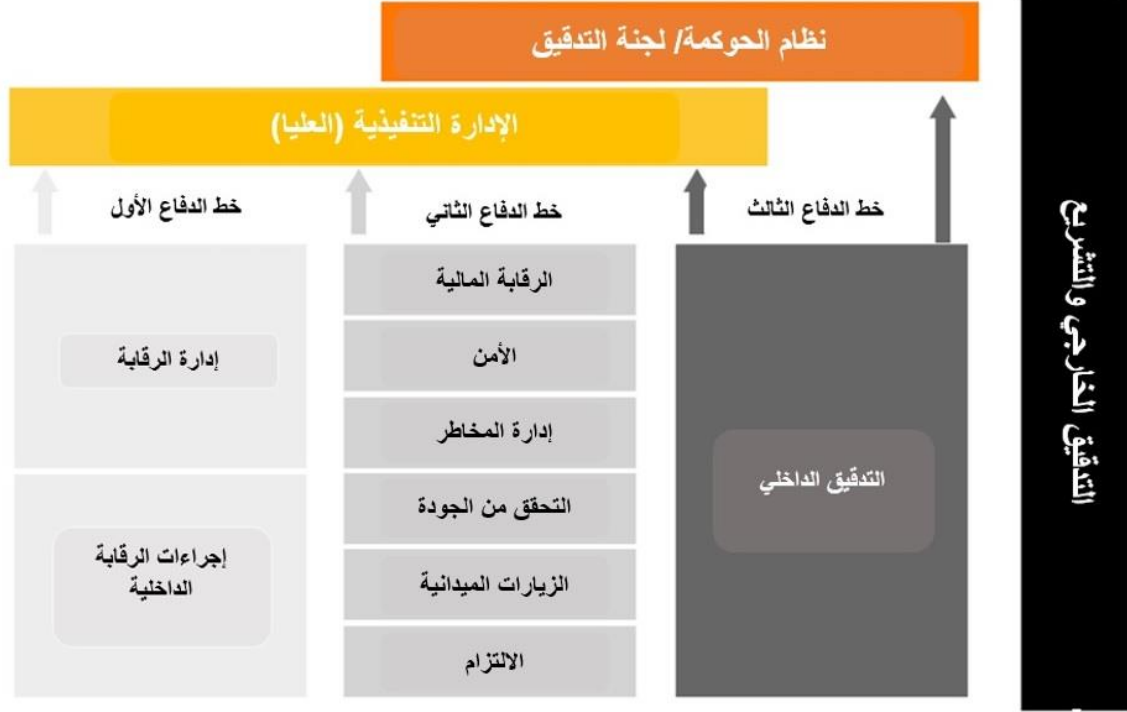 نظام الحوكمة/ لجنة التدقيق
الإدارة التنفيذية (العليا)
خط الدفاع الأول
خط الدفاع الثاني
خط الدفاع الثالث
إدارة الرقابة
إجراءات الرقابة
الداخلية
الرقابة المالية
الأمن
إدارة المخاطر
التحقق من الجودة
الزيارات الميدانية
الالتزام
التدقيق الداخلي
التدقيق الخارجي والتشريع